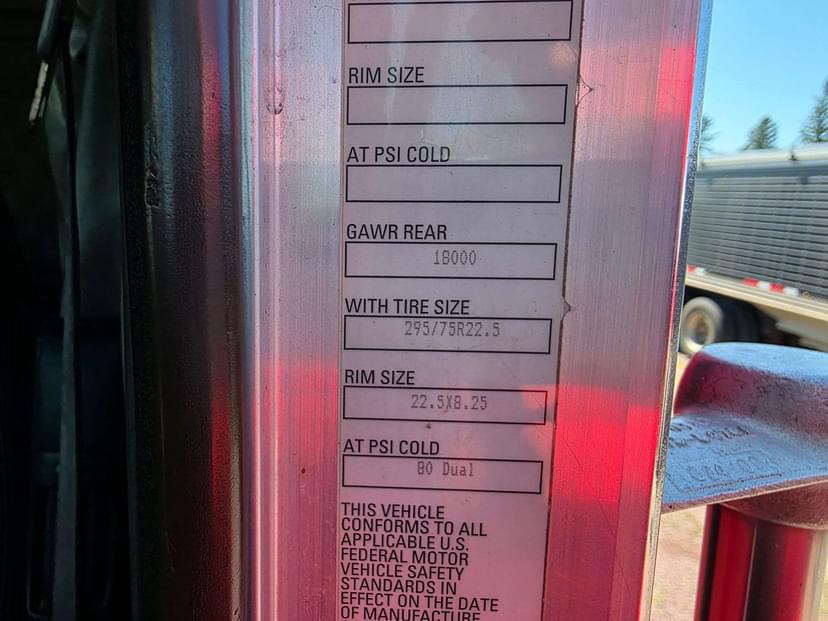 RIM SIZE
AT PSI COLD
GAWR REAR
18000
WITH TIRE SIZE
295/75R22.5
RIM SIZE
22.5X8.25
AT PSI COLD
80 Dual
THIS VEHICLE
CONFORMS TO ALL
APPLICABLE U.S.
FEDERAL MOTOR
VEHICLE SAFETY
STANDARDS IN
EFFECT ON THE DATE
OF MANUFACTURE